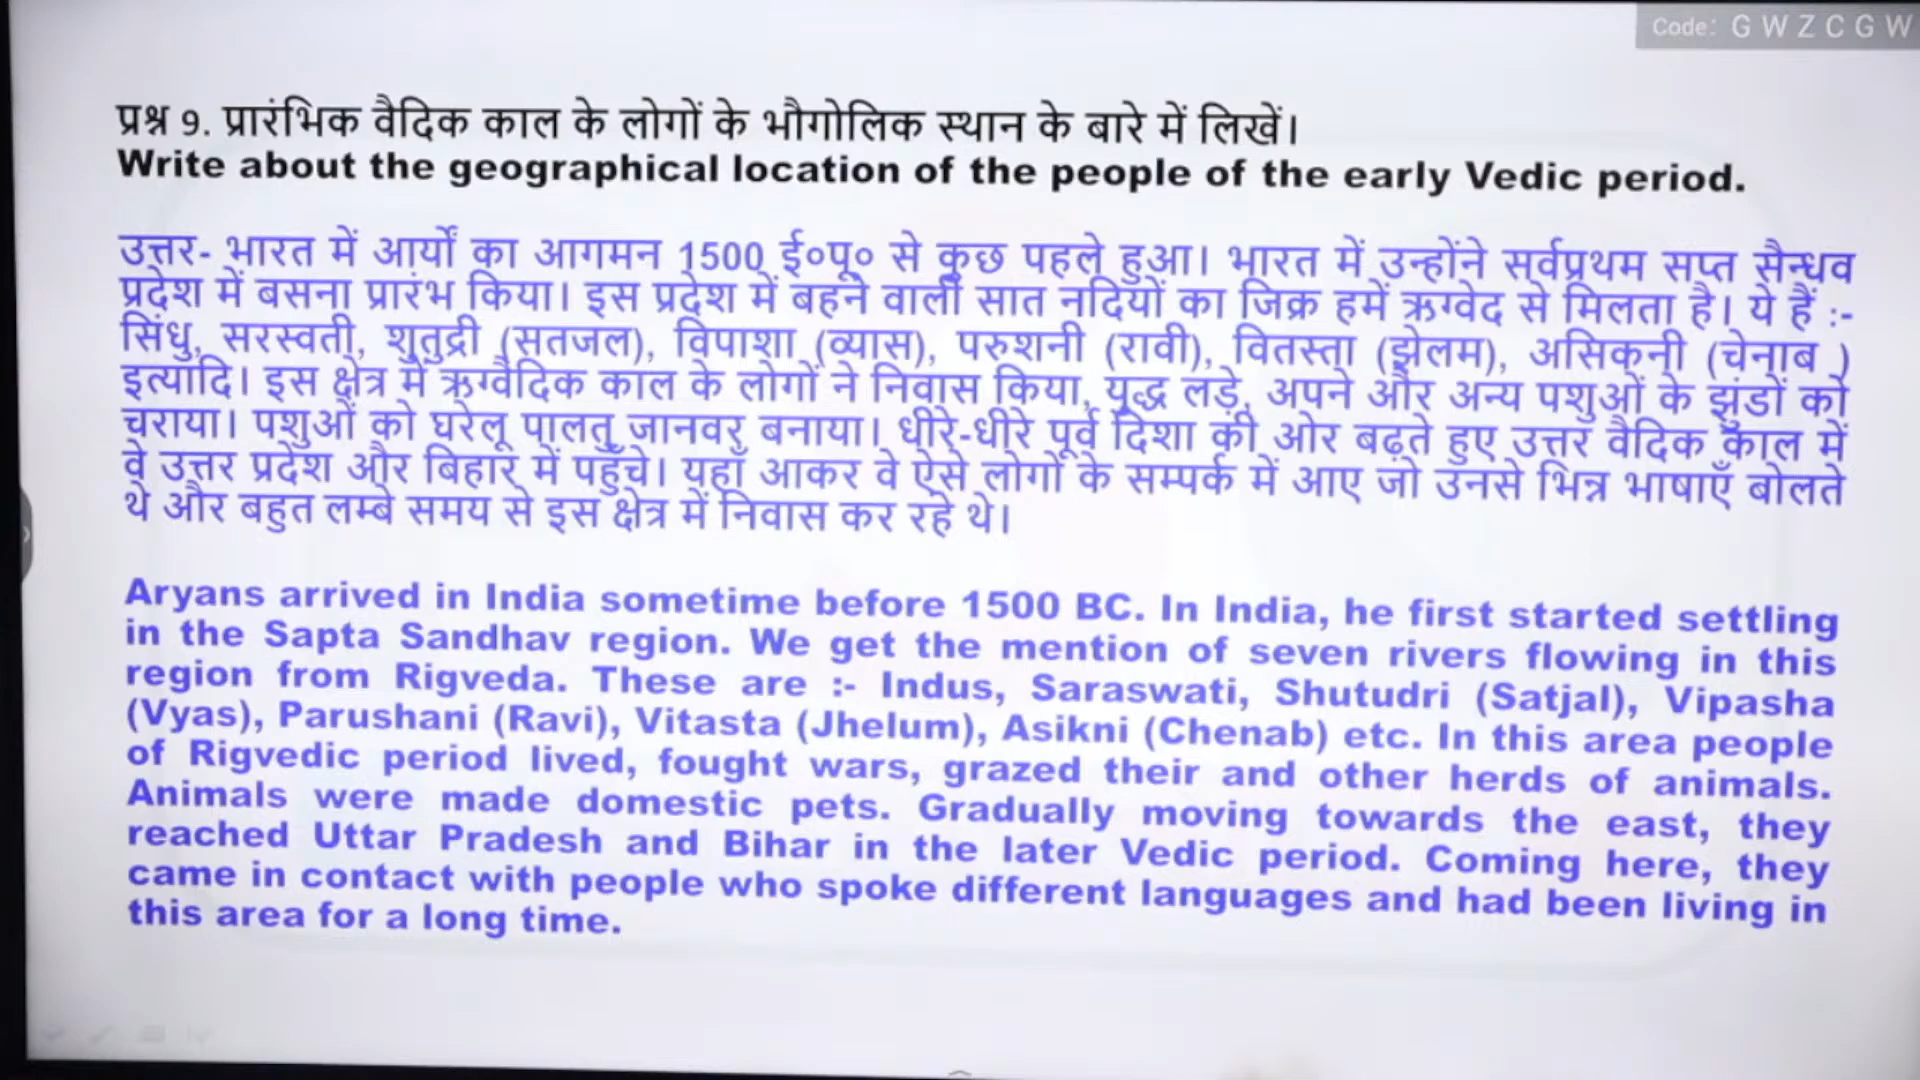 Code: G W Z C G W
प्रश्न 9. प्रारंभिक वैदिक काल के लोगों के भौगोलिक स्थान के बारे में लिखें।
Write about the geographical location of the people of the early Vedic period.
उत्तर- भारत में आर्यों का आगमन 1500 ई०पू० से कुछ पहले हुआ। भारत में उन्होंने सर्वप्रथम सप्त सैन्धव
प्रदेश में बसना प्रारंभ किया। इस प्रदेश में बहने वाली सात नदियों का जिक्र हमें ऋग्वेद से मिलता है। ये हैं :-
सिंधु, सरस्वती, शुतुद्री (सतजल), विपाशा (व्यास), परुशनी (रावी), वितस्ता (झेलम), असिकनी (चेनाब )
इत्यादि। इस क्षेत्र में ऋग्वैदिक काल के लोगों ने निवास किया, युद्ध लड़े, अपने और अन्य पशुओं के झुंडों को
चराया। पशुओं को घरेलू पालतु जानवर बनाया। धीरे-धीरे पूर्व दिशा की ओर बढ़ते हुए उत्तर वैदिक काल में
वे उत्तर प्रदेश और बिहार में पहुँचे। यहाँ आकर वे ऐसे लोगों के सम्पर्क में आए जो उनसे भिन्न भाषाएँ बोलते
थे और बहुत लम्बे समय से इस क्षेत्र में निवास कर रहे थे।
Aryans arrived in India sometime before 1500 BC. In India, he first started settling
in the Sapta Sandhav region. We get the mention of seven rivers flowing in this
region from Rigveda. These are :- Indus, Saraswati, Shutudri (Satjal), Vipasha
(Vyas), Parushani (Ravi), Vitasta (Jhelum), Asikni (Chenab) etc. In this area people
of Rigvedic period lived, fought wars, grazed their and other herds of animals.
Animals were made domestic pets. Gradually moving towards the east, they
reached Uttar Pradesh and Bihar in the later Vedic period. Coming here, they
came in contact with people who spoke different languages and had been living in
this area for a long time.